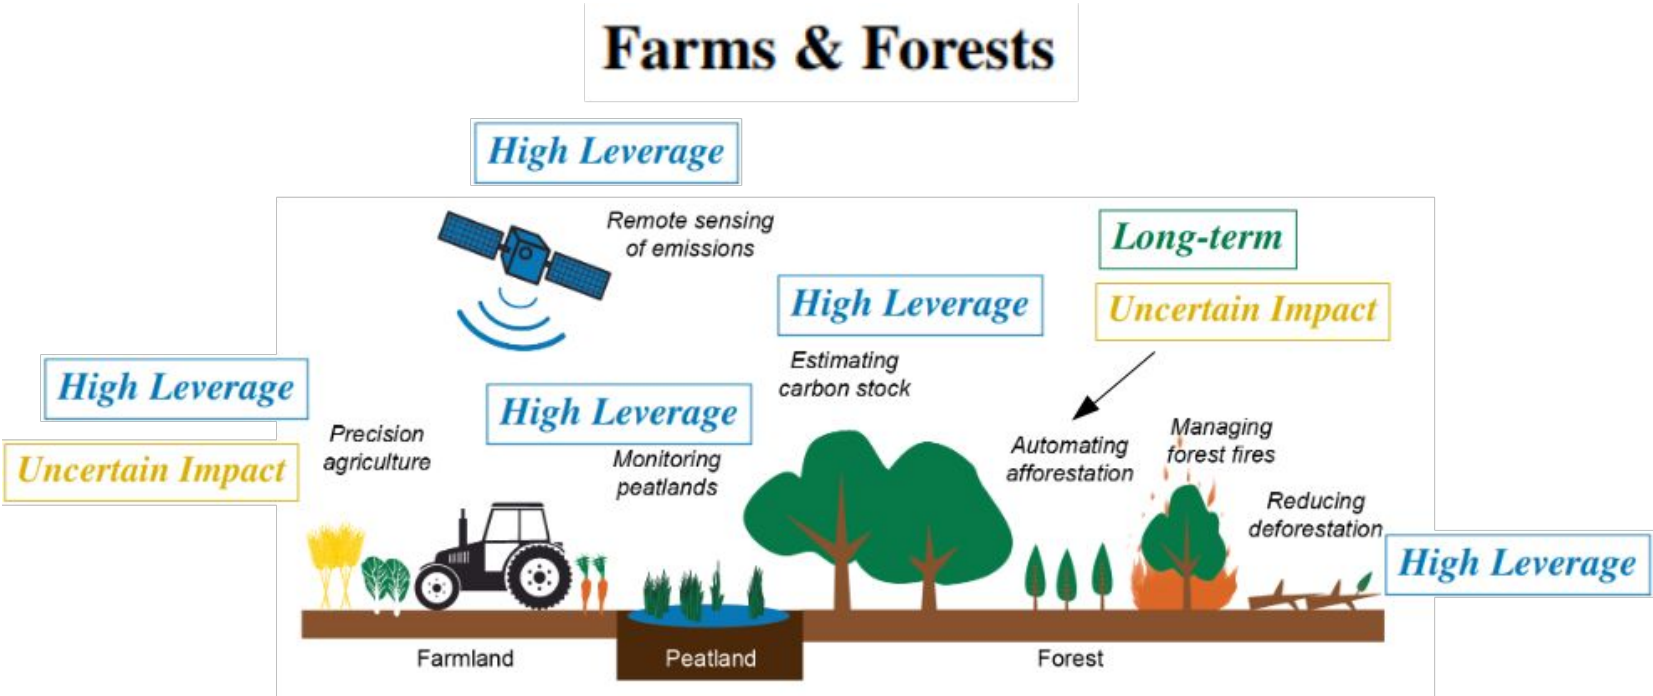 Farms & Forests
High Leverage
Remote sensing
of emissions
Long-term
Uncertain Impact
High Leverage
Estimating
carbon stock
High Leverage
Uncertain Impact
Precision
agriculture
High Leverage
Monitoring
peatlands
Automating
afforestation
Managing
forest fires
Reducing
deforestation
High Leverage
Farmland
Peatland
Forest